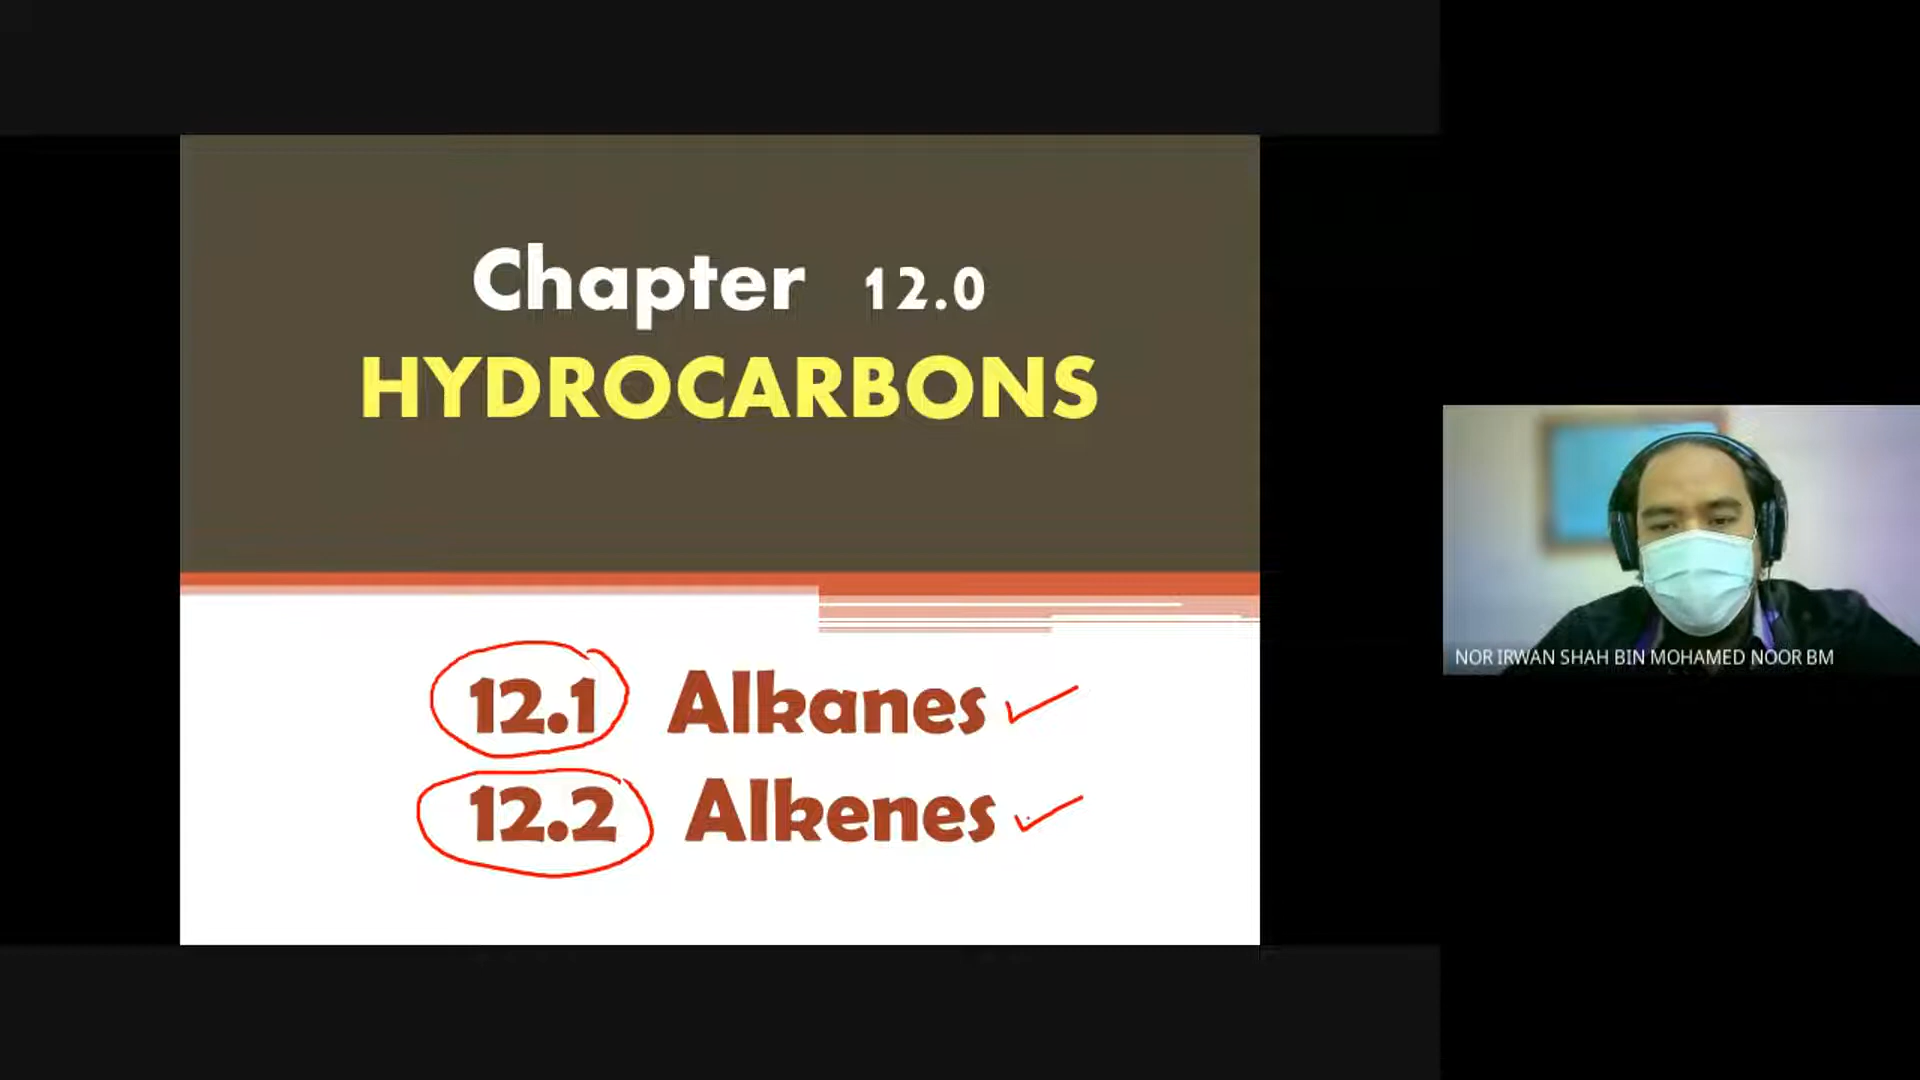 Chapter 12.0
HYDROCARBONS
12.1 Alkanes
12.2 Alkenes
NOR IRWAN SHAH BIN MOHAMED NOOR BM